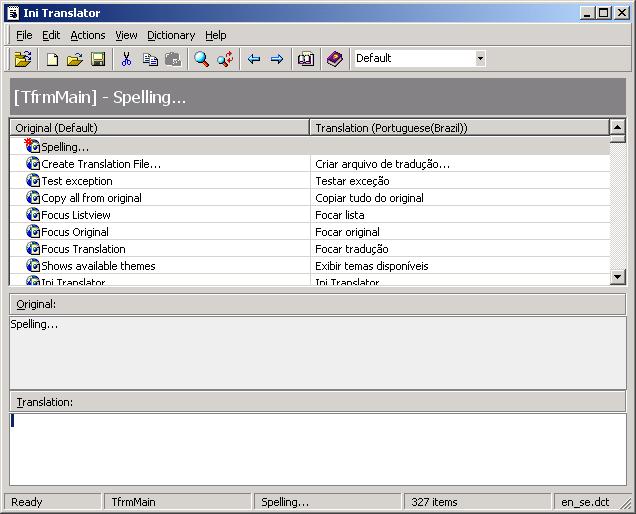 Ini Translator
File Edit Actions View Dictionary Help
Default
[TfrmMain] - Spelling...
Original (Default) Translation (Portuguese(Brazil))
Spelling...
Create Translation File... Criar arquivo de tradução...
Test exception Testar exceção
Copy all from original Copiar tudo do original
Focus Listview Focar lista
Focus Original Focar original
Focus Translation Focar tradução
Shows available themes Exibir temas disponíveis
Ini Translator Ini Translator
Original:
Spelling...
Translation:
Ready TfrmMain Spelling... 327 items en_se.dct